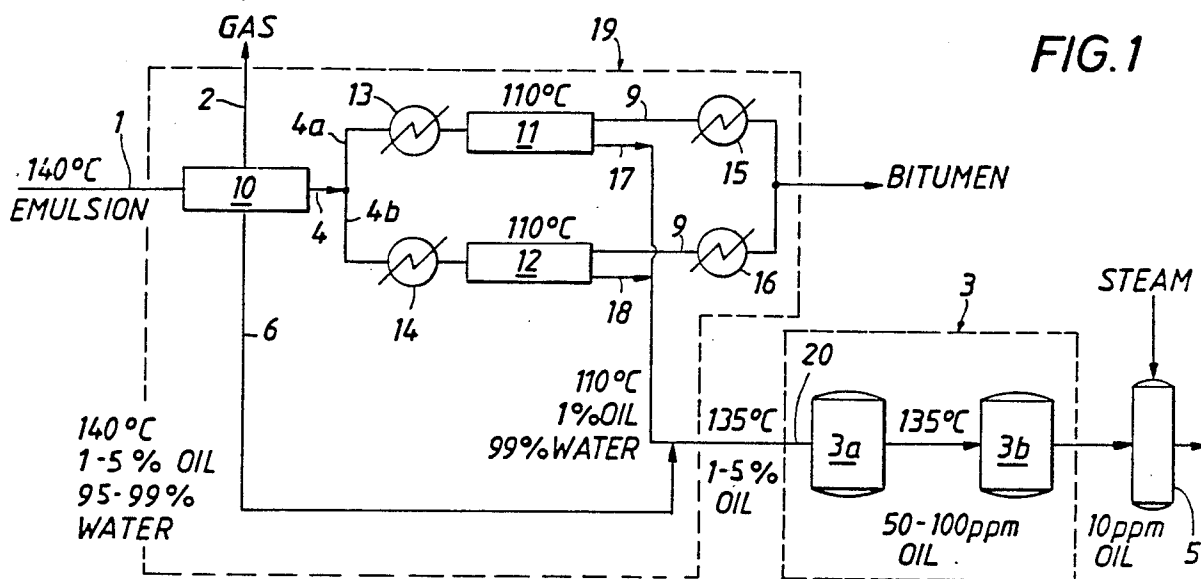 GAS
FIG.1
19
2
13
110°C
9
4a
11
1
140°C
EMULSION
10
17
15
4
BITUMEN
4b
110°C
9
12
3
STEAM
14
18
16
6
20
110°C
1% OIL
99% WATER
135°C
135°C
3a
3b
140°C
1-5% OIL
95-99%
WATER
1-5%
OIL
50-100ppm
OIL
10ppm
OIL
5